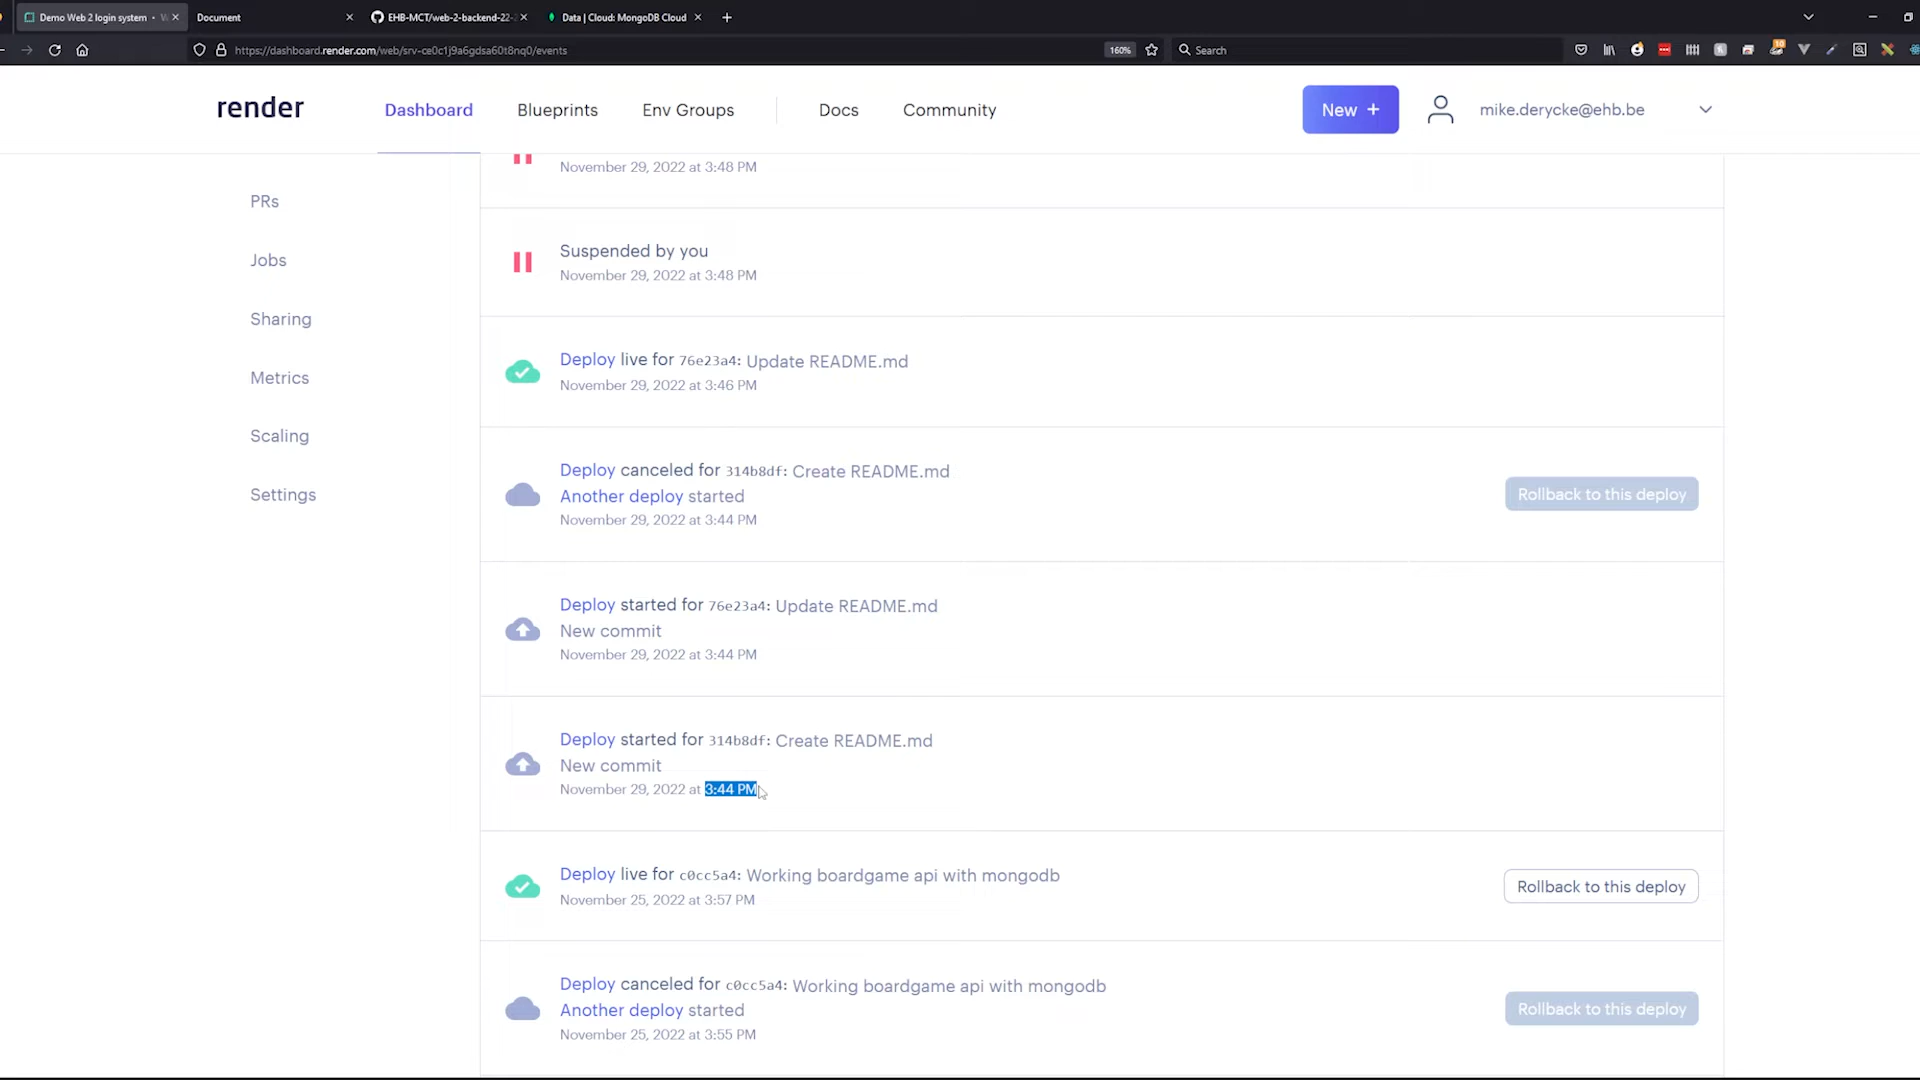 Demo Web 2 login system · W
Document
EHB-MCT/web-2-backend-22-2
Data | Cloud: MongoDB Cloud
https://dashboard.render.com/web/srv-ce0c1j9a6gdsa60t8nq0/events
160%
Search
10
render
Dashboard
Blueprints
Env Groups
Docs
Community
New +
mike.derycke@ehb.be
PRs
Jobs
Sharing
Metrics
Scaling
Settings
November 29, 2022 at 3:48 PM
Suspended by you
November 29, 2022 at 3:48 PM
Deploy live for 76e23a4: Update README.md
November 29, 2022 at 3:46 PM
Deploy canceled for 314b8df: Create README.md
Another deploy started
November 29, 2022 at 3:44 PM
Rollback to this deploy
Deploy started for 76e23a4: Update README.md
New commit
November 29, 2022 at 3:44 PM
Deploy started for 314b8df: Create README.md
New commit
November 29, 2022 at 3:44 PM
Deploy live for c0cc5a4: Working boardgame api with mongodb
November 25, 2022 at 3:57 PM
Rollback to this deploy
Deploy canceled for c0cc5a4: Working boardgame api with mongodb
Another deploy started
November 25, 2022 at 3:55 PM
Rollback to this deploy